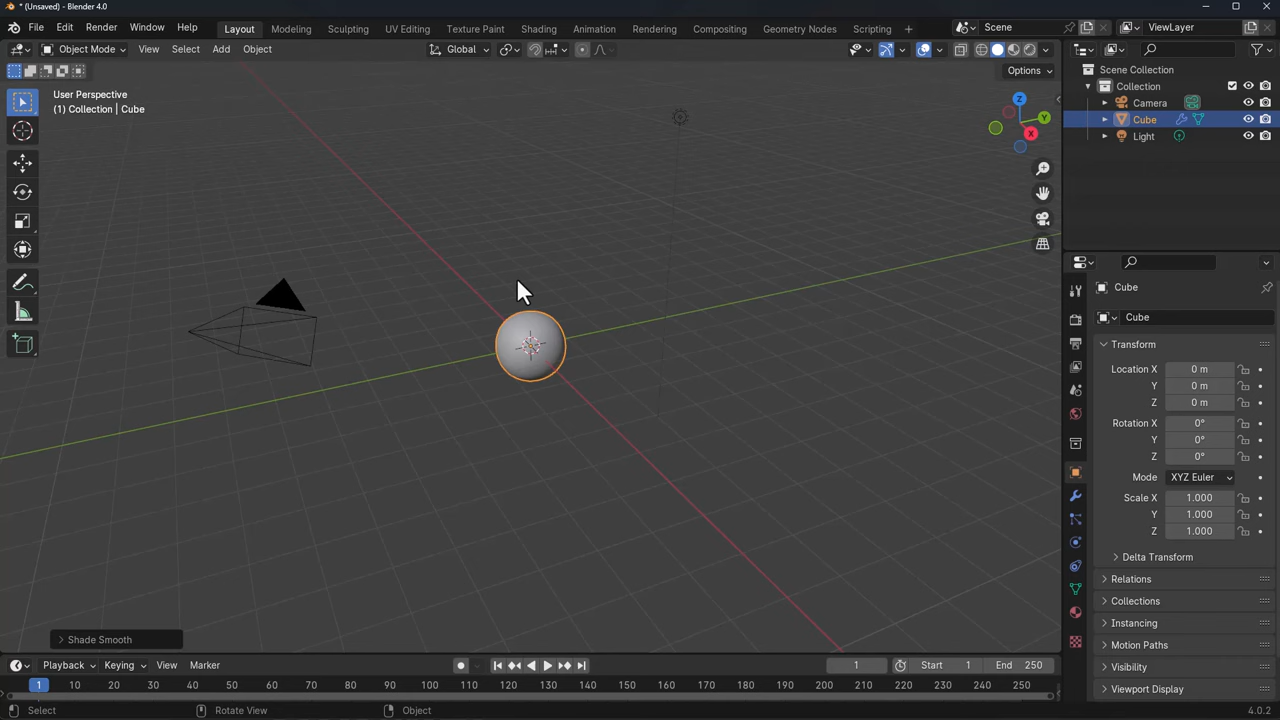 * (Unsaved) - Blender 4.0
File Edit Render Window Help Layout Modeling Sculpting UV Editing Texture Paint Shading Animation Rendering Compositing Geometry Nodes Scripting + Scene ViewLayer
Object Mode View Select Add Object Global
Options
User Perspective
(1) Collection | Cube
Z
Y
X
Scene Collection
Collection
Camera
Cube
Light
Cube
Cube
Transform
Location X 0 m
Y 0 m
Z 0 m
Rotation X 0°
Y 0°
Z 0°
Mode XYZ Euler
Scale X 1.000
Y 1.000
Z 1.000
Delta Transform
Relations
Collections
Instancing
Motion Paths
Visibility
Viewport Display
Shade Smooth
Playback Keying View Marker 1 Start 1 End 250
1 10 20 30 40 50 60 70 80 90 100 110 120 130 140 150 160 170 180 190 200 210 220 230 240 250
Select Rotate View Object 4.0.2